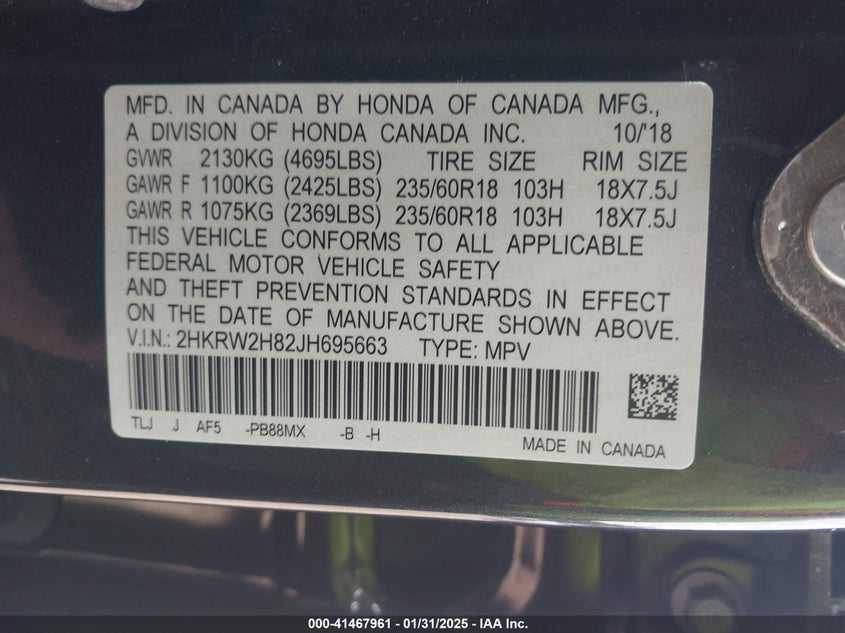 MFD. IN CANADA BY HONDA OF CANADA MFG.,
A DIVISION OF HONDA CANADA INC. 10/'18
GVWR 2130KG (4695LBS) TIRE SIZE RIM SIZE
GAWR F 1100KG (2425LBS) 235/60R18 103H 18X7.5J
GAWR R 1075KG (2369LBS) 235/60R18 103H 18X7.5J
THIS VEHICLE CONFORMS TO ALL APPLICABLE
FEDERAL MOTOR VEHICLE SAFETY
AND THEFT PREVENTION STANDARDS IN EFFECT
ON THE DATE OF MANUFACTURE SHOWN ABOVE.
V.I.N.: 2HKRW2H82JH695663 TYPE: MPV
TLJ J AF5 -PB88MX -B -H
MADE IN CANADA
000-41467961 - 01/31/2025 - IAA Inc.